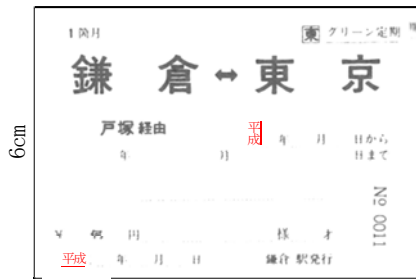 1箇月
東 グリーン定期
鎌倉↔東京
戸塚 経由
平成 年 月 日から
年 月 日まで
№ 0011
¥ 円 様 才
平成 年 月 日 鎌倉 駅発行
6cm